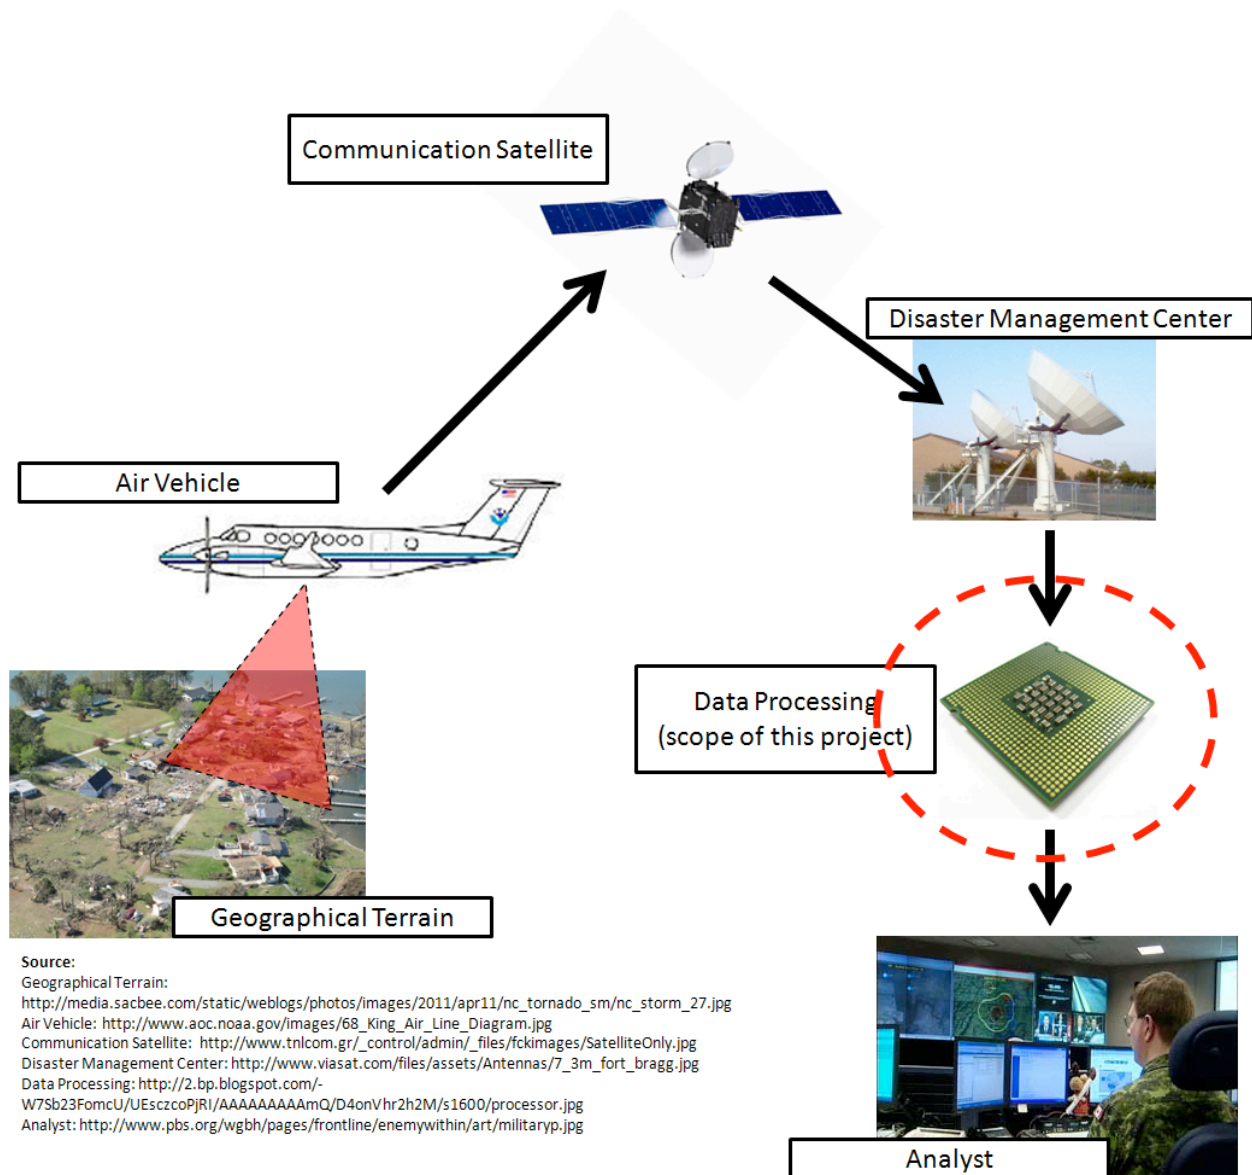 Communication Satellite
Disaster Management Center
Air Vehicle
Data Processing
(scope of this project)
Geographical Terrain
Source:
Geographical Terrain:
http://media.sacbee.com/static/weblogs/photos/images/2011/apr11/nc_tornado_sm/nc_storm_27.jpg
Air Vehicle: http://www.aoc.noaa.gov/images/68_King_Air_Line_Diagram.jpg
Communication Satellite:  http://www.tnlcom.gr/_control/admin/_files/fckimages/SatelliteOnly.jpg
Disaster Management Center: http://www.viasat.com/files/assets/Antennas/7_3m_fort_bragg.jpg
Data Processing: http://2.bp.blogspot.com/-
W7Sb23FomcU/UEsczcoPjRI/AAAAAAAAAmQ/D4onVhr2h2M/s1600/processor.jpg
Analyst: http://www.pbs.org/wgbh/pages/frontline/enemywithin/art/militaryp.jpg
Analyst